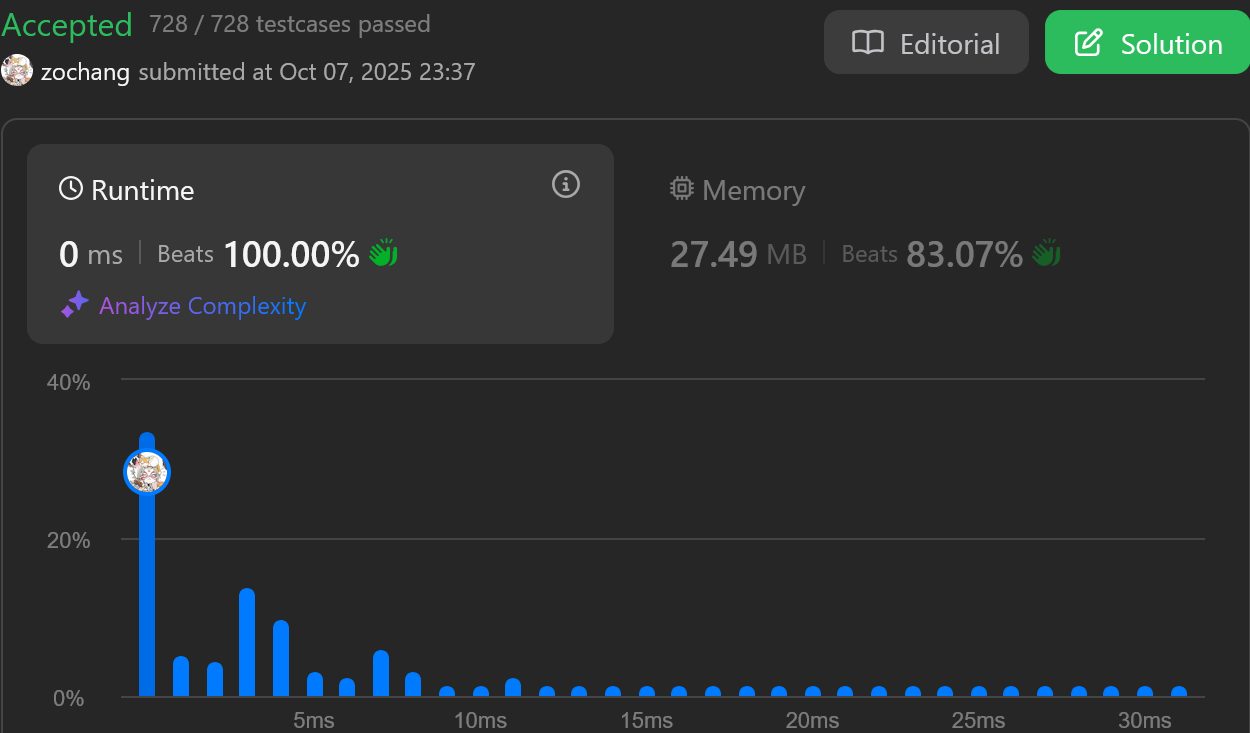 Accepted 728 / 728 testcases passed
zochang submitted at Oct 07, 2025 23:37
Editorial
Solution
Runtime
0 ms | Beats 100.00%
Analyze Complexity
Memory
27.49 MB | Beats 83.07%
40%
20%
0%
5ms 10ms 15ms 20ms 25ms 30ms